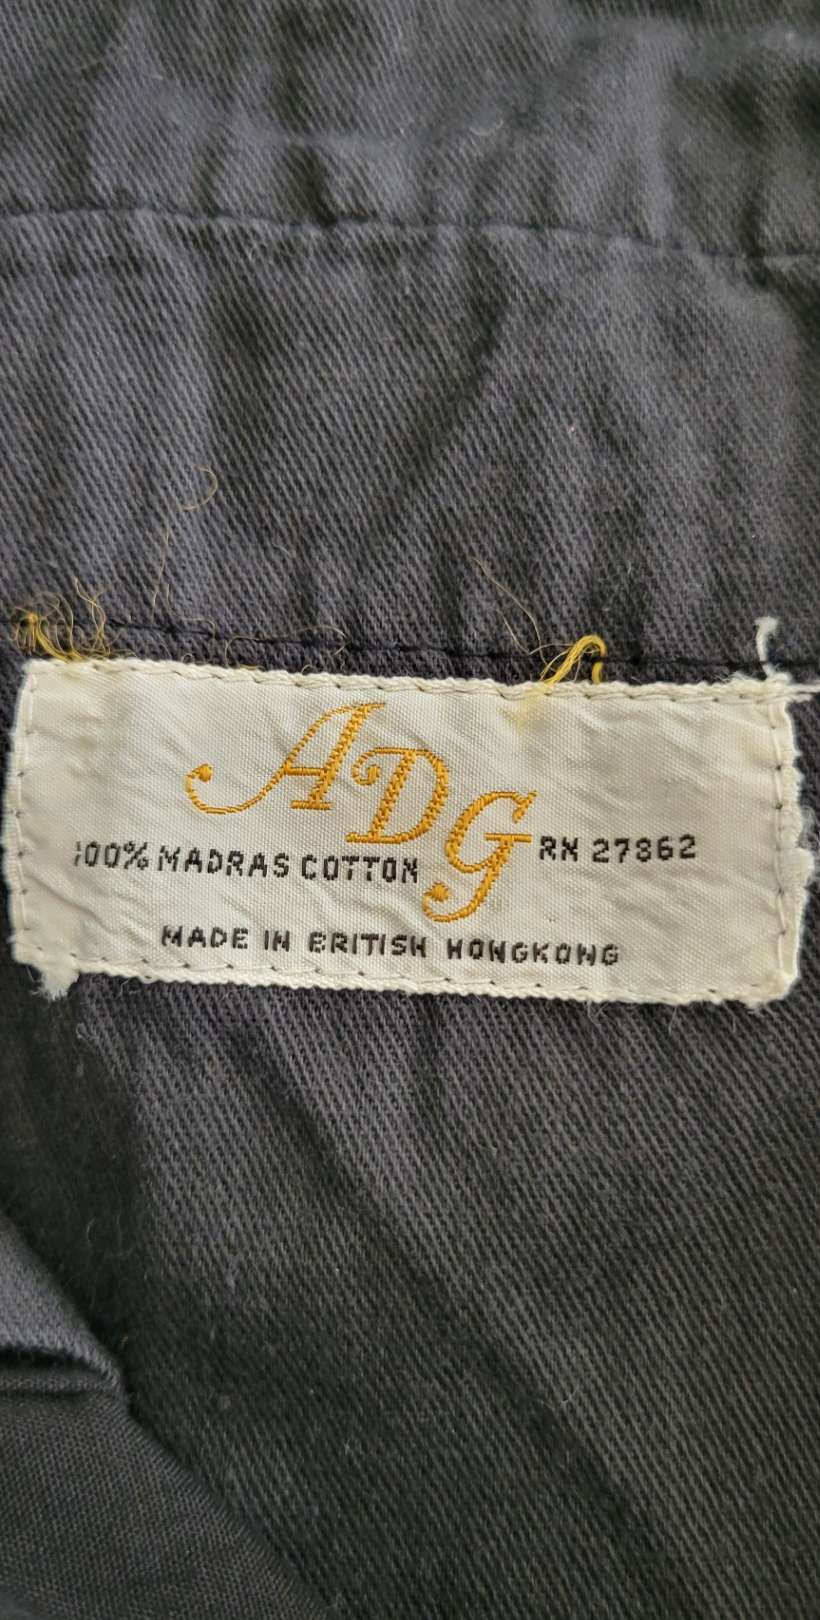 ADG
100% MADRAS COTTON
RN 27862
MADE IN BRITISH HONGKONG